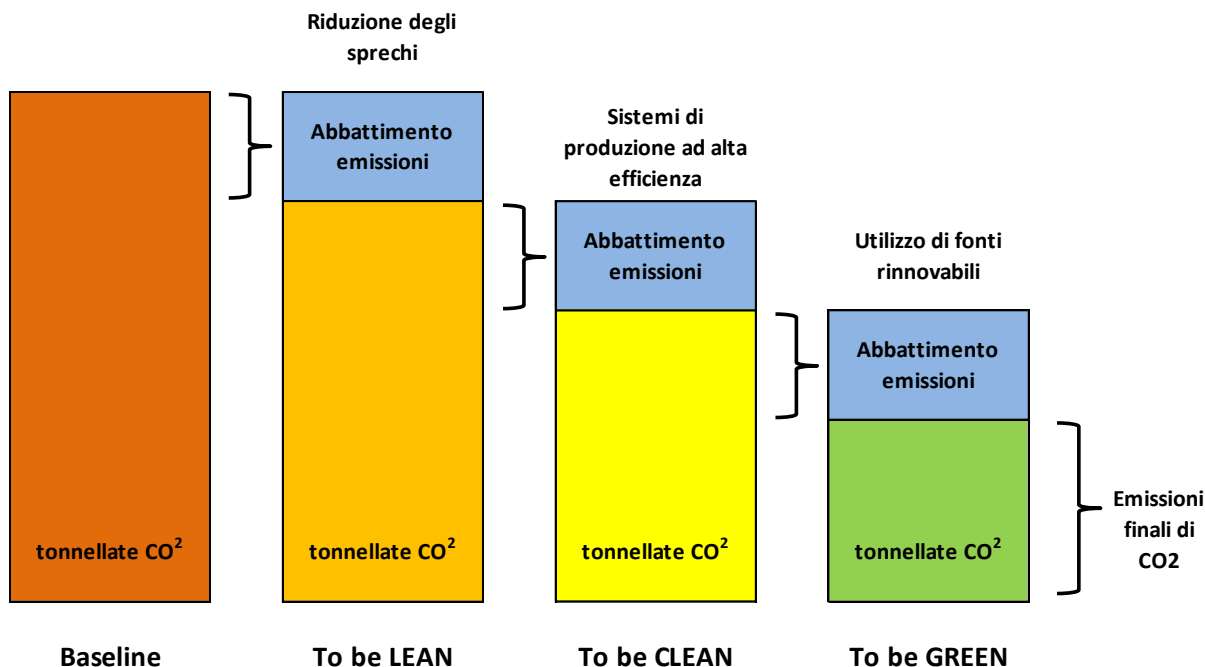 Riduzione degli
sprechi
Abbattimento
emissioni
Sistemi di
produzione ad alta
efficienza
Abbattimento
emissioni
Utilizzo di fonti
rinnovabili
Abbattimento
emissioni
tonnellate CO²
tonnellate CO²
tonnellate CO²
tonnellate CO²
Emissioni
finali di
CO2
Baseline
To be LEAN
To be CLEAN
To be GREEN